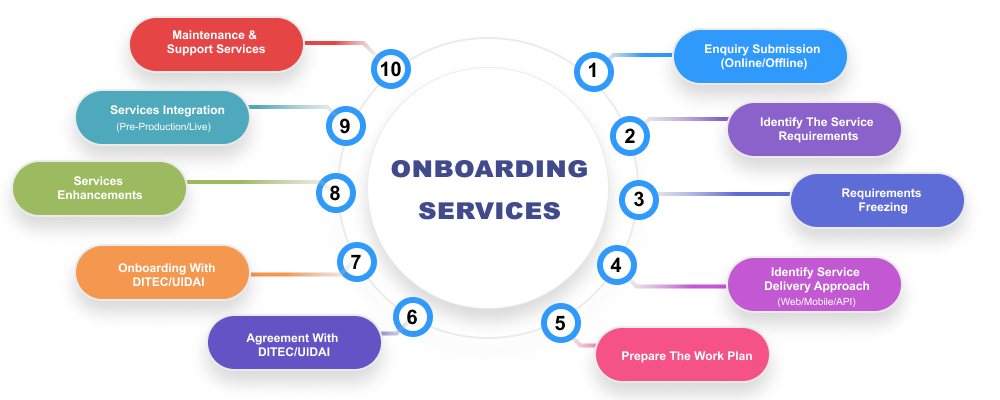 ONBOARDING
SERVICES
1
Enquiry Submission
(Online/Offline)
2
Identify The Service
Requirements
3
Requirements
Freezing
4
Identify Service
Delivery Approach
(Web/Mobile/API)
5
Prepare The Work Plan
6
Agreement With
DITEC/UIDAI
7
Onboarding With
DITEC/UIDAI
8
Services
Enhancements
9
Services Integration
(Pre-Production/Live)
10
Maintenance &
Support Services